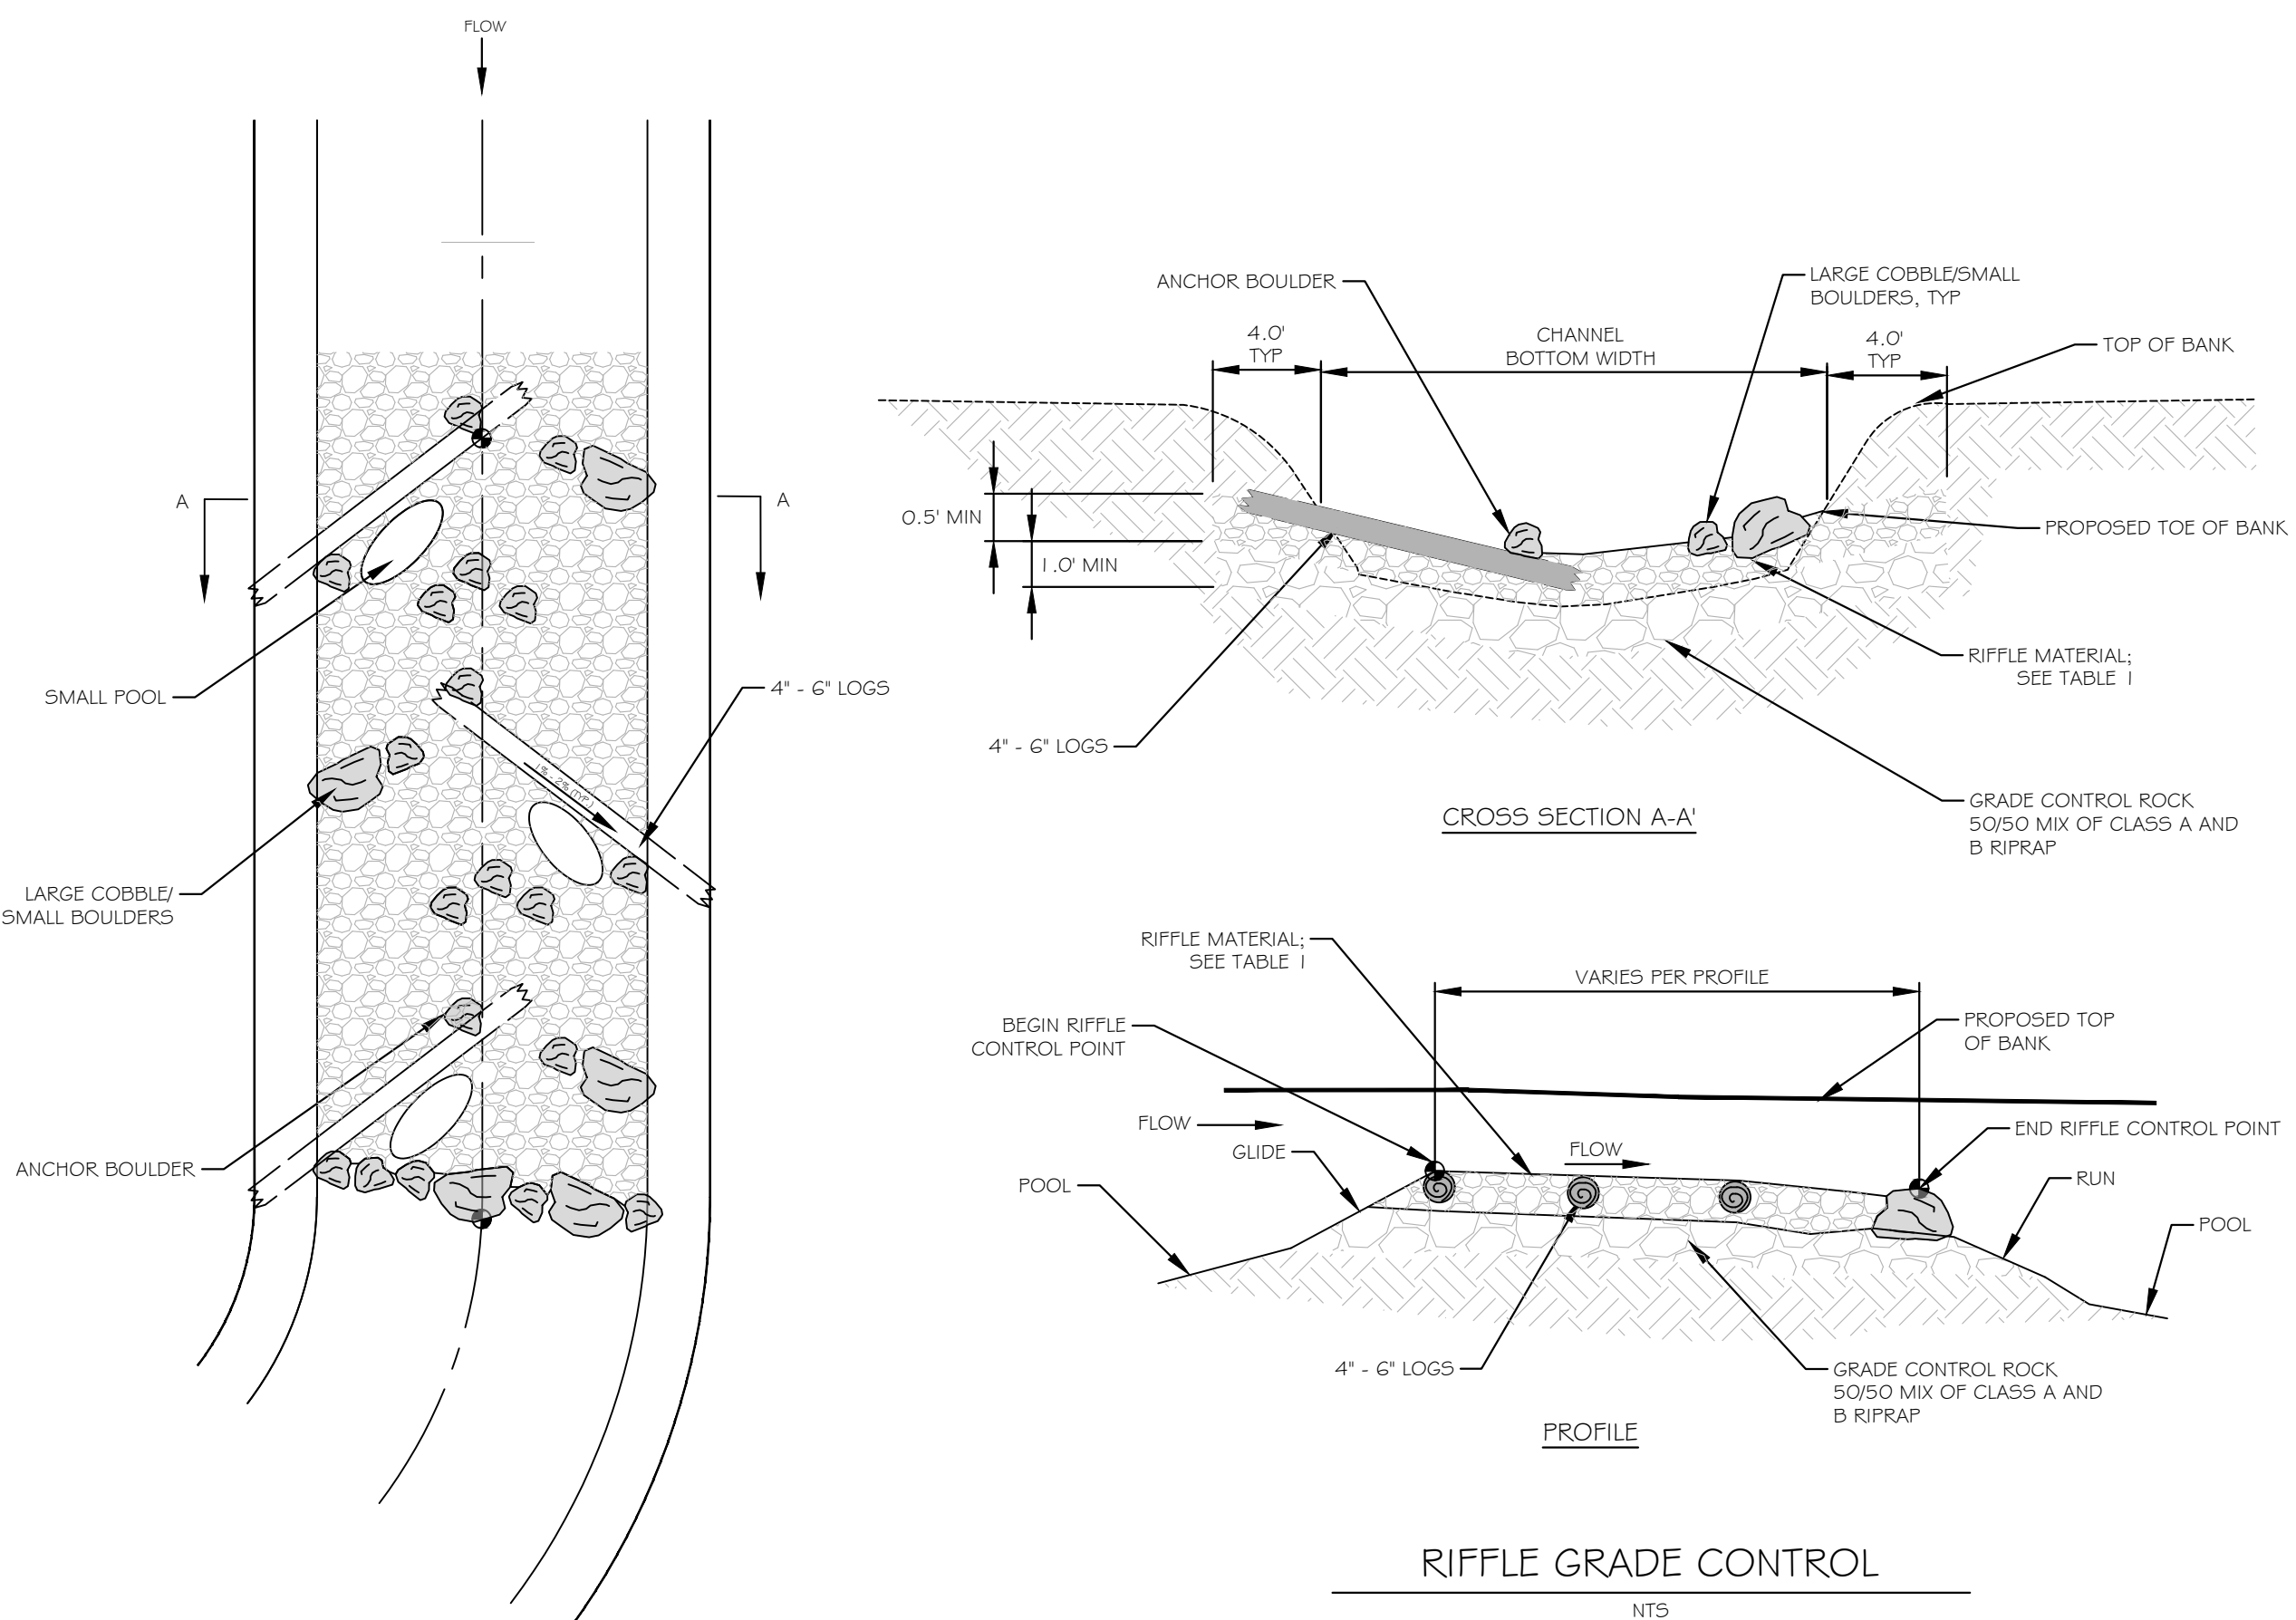 FLOW
A
A
SMALL POOL
4" - 6" LOGS
1% - 2% (TYP.)
LARGE COBBLE/
SMALL BOULDERS
ANCHOR BOULDER
ANCHOR BOULDER
LARGE COBBLE/SMALL
BOULDERS, TYP
4.0'
TYP
CHANNEL
BOTTOM WIDTH
4.0'
TYP
TOP OF BANK
0.5' MIN
1.0' MIN
PROPOSED TOE OF BANK
RIFFLE MATERIAL;
SEE TABLE 1
4" - 6" LOGS
GRADE CONTROL ROCK
50/50 MIX OF CLASS A AND
B RIPRAP
CROSS SECTION A-A'
RIFFLE MATERIAL;
SEE TABLE 1
VARIES PER PROFILE
BEGIN RIFFLE
CONTROL POINT
PROPOSED TOP
OF BANK
FLOW
GLIDE
FLOW
END RIFFLE CONTROL POINT
POOL
RUN
POOL
4" - 6" LOGS
GRADE CONTROL ROCK
50/50 MIX OF CLASS A AND
B RIPRAP
PROFILE
RIFFLE GRADE CONTROL
NTS